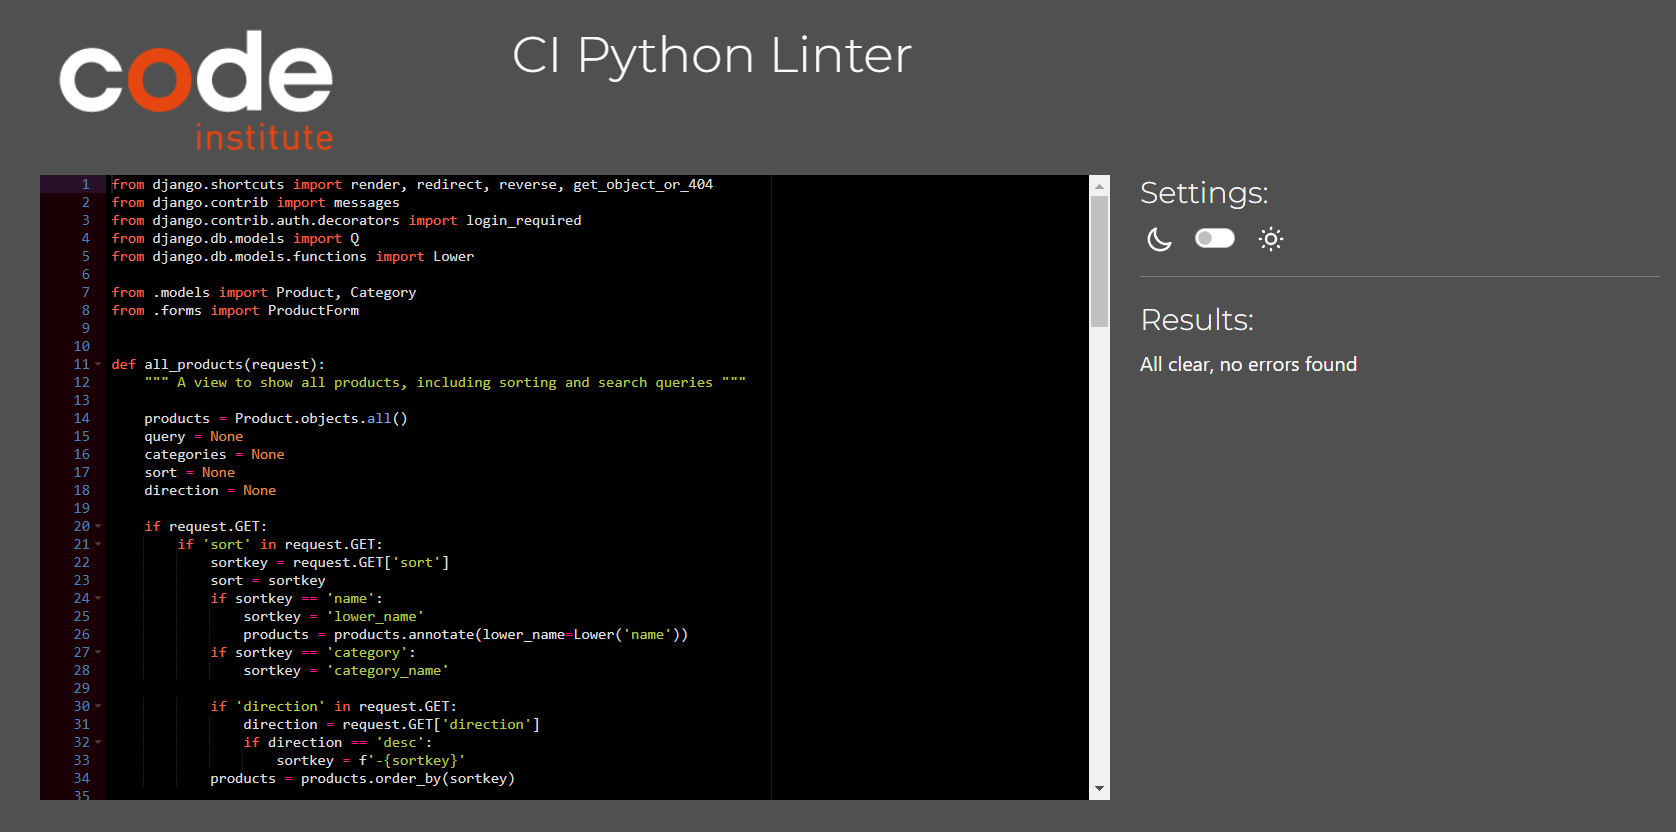 code
institute
CI Python Linter
1 from django.shortcuts import render, redirect, reverse, get_object_or_404
2 from django.contrib import messages
3 from django.contrib.auth.decorators import login_required
4 from django.db.models import Q
5 from django.db.models.functions import Lower
6
7 from .models import Product, Category
8 from .forms import ProductForm
9
10
11 def all_products(request):
12     """ A view to show all products, including sorting and search queries """
13
14     products = Product.objects.all()
15     query = None
16     categories = None
17     sort = None
18     direction = None
19
20     if request.GET:
21         if 'sort' in request.GET:
22             sortkey = request.GET['sort']
23             sort = sortkey
24             if sortkey == 'name':
25                 sortkey = 'lower_name'
26                 products = products.annotate(lower_name=Lower('name'))
27             if sortkey == 'category':
28                 sortkey = 'category_name'
29
30             if 'direction' in request.GET:
31                 direction = request.GET['direction']
32                 if direction == 'desc':
33                     sortkey = f'-{sortkey}'
34             products = products.order_by(sortkey)
35
Settings:
Results:
All clear, no errors found